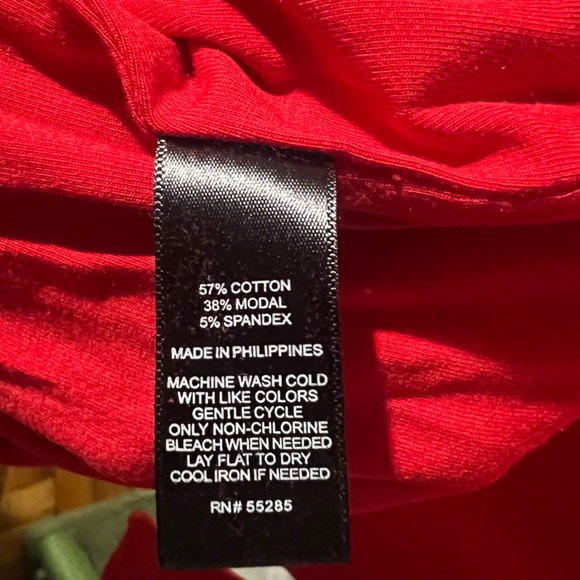 57% COTTON
38% MODAL
5% SPANDEX
MADE IN PHILIPPINES
MACHINE WASH COLD
WITH LIKE COLORS
GENTLE CYCLE
ONLY NON-CHLORINE
BLEACH WHEN NEEDED
LAY FLAT TO DRY
COOL IRON IF NEEDED
RN# 55285